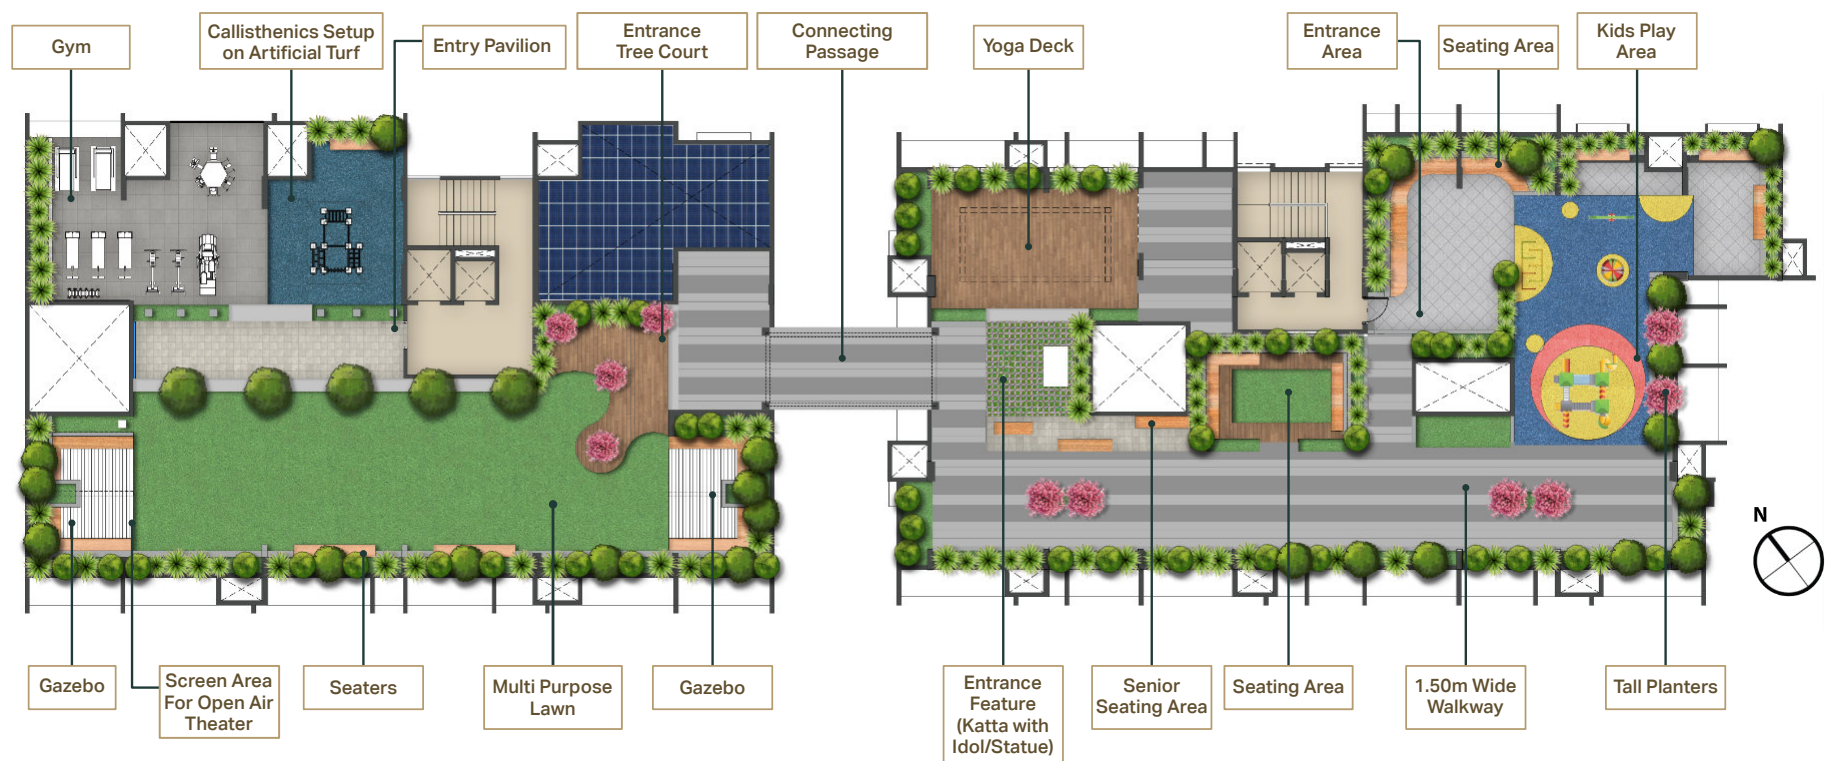 Gym
Callisthenics Setup
on Artificial Turf
Entry Pavilion
Entrance
Tree Court
Connecting
Passage
Yoga Deck
Entrance
Area
Seating Area
Kids Play
Area
N
Gazebo
Screen Area
For Open Air
Theater
Seaters
Multi Purpose
Lawn
Gazebo
Entrance
Feature
(Katta with
Idol/Statue)
Senior
Seating Area
Seating Area
1.50m Wide
Walkway
Tall Planters